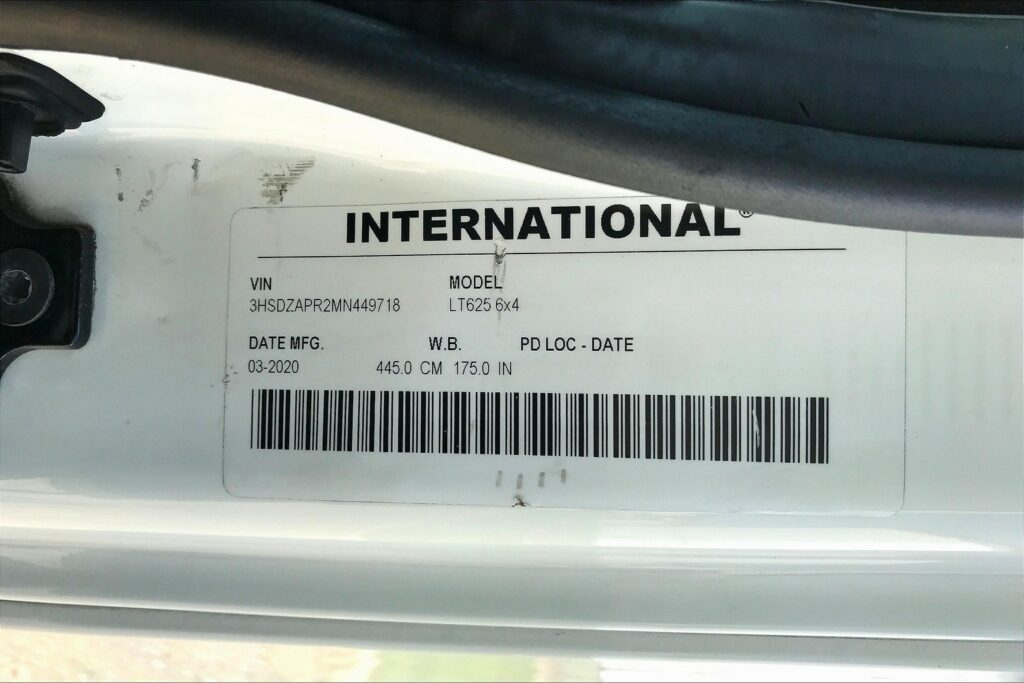 INTERNATIONAL®
VIN MODEL
3HSDZAPR2MN449718 LT625 6x4
DATE MFG. W.B. PD LOC - DATE
03-2020 445.0 CM 175.0 IN